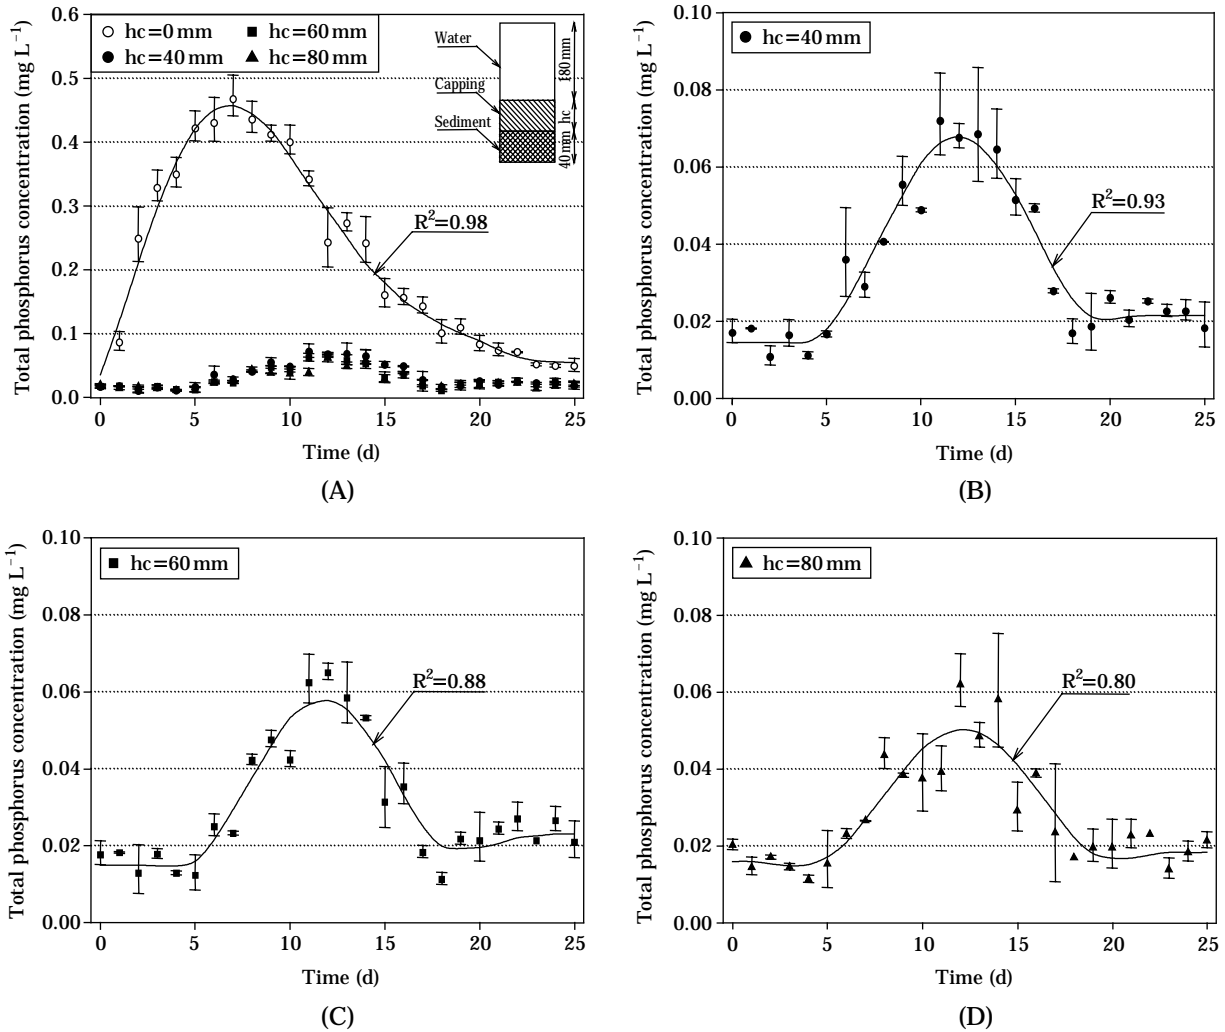 Total phosphorus concentration (mg L⁻¹)
0.6
0.5
0.4
0.3
0.2
0.1
0.0
hc=0 mm
hc=60 mm
hc=40 mm
hc=80 mm
Water
Capping
Sediment
180 mm
hc
40 mm
R²=0.98
0 5 10 15 20 25
Time (d)
(A)
Total phosphorus concentration (mg L⁻¹)
0.10
0.08
0.06
0.04
0.02
0.00
hc=40 mm
R²=0.93
0 5 10 15 20 25
Time (d)
(B)
Total phosphorus concentration (mg L⁻¹)
0.10
0.08
0.06
0.04
0.02
0.00
hc=60 mm
R²=0.88
0 5 10 15 20 25
Time (d)
(C)
Total phosphorus concentration (mg L⁻¹)
0.10
0.08
0.06
0.04
0.02
0.00
hc=80 mm
R²=0.80
0 5 10 15 20 25
Time (d)
(D)